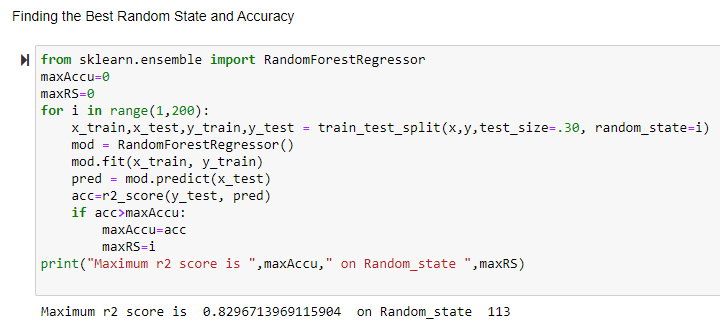 Finding the Best Random State and Accuracy
from sklearn.ensemble import RandomForestRegressor
maxAccu=0
maxRS=0
for i in range(1,200):
    x_train,x_test,y_train,y_test = train_test_split(x,y,test_size=.30, random_state=i)
    mod = RandomForestRegressor()
    mod.fit(x_train, y_train)
    pred = mod.predict(x_test)
    acc=r2_score(y_test, pred)
    if acc>maxAccu:
        maxAccu=acc
        maxRS=i
print("Maximum r2 score is ",maxAccu," on Random_state ",maxRS)
Maximum r2 score is  0.8296713969115904  on Random_state  113